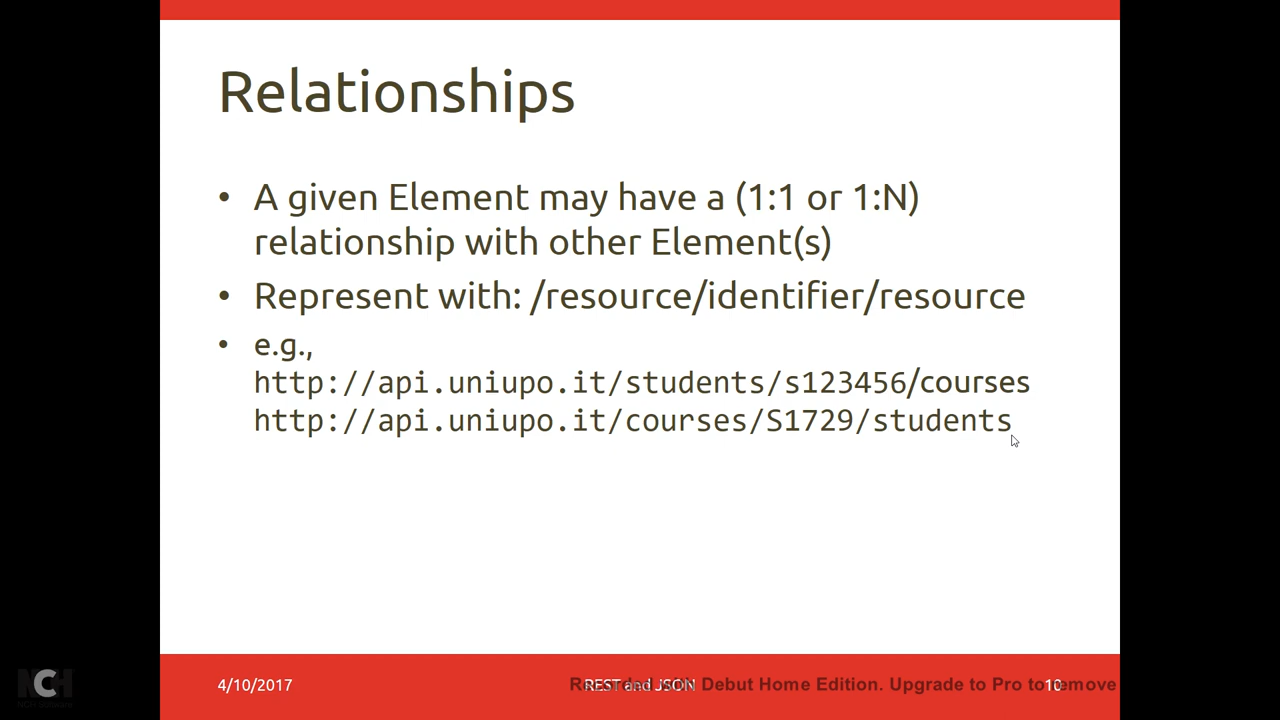 Relationships
• A given Element may have a (1:1 or 1:N)
relationship with other Element(s)
• Represent with: /resource/identifier/resource
• e.g.,
http://api.uniupo.it/students/s123456/courses
http://api.uniupo.it/courses/S1729/students
4/10/2017
REST and JSON
10
Recorded with Debut Home Edition. Upgrade to Pro to remove
NCH